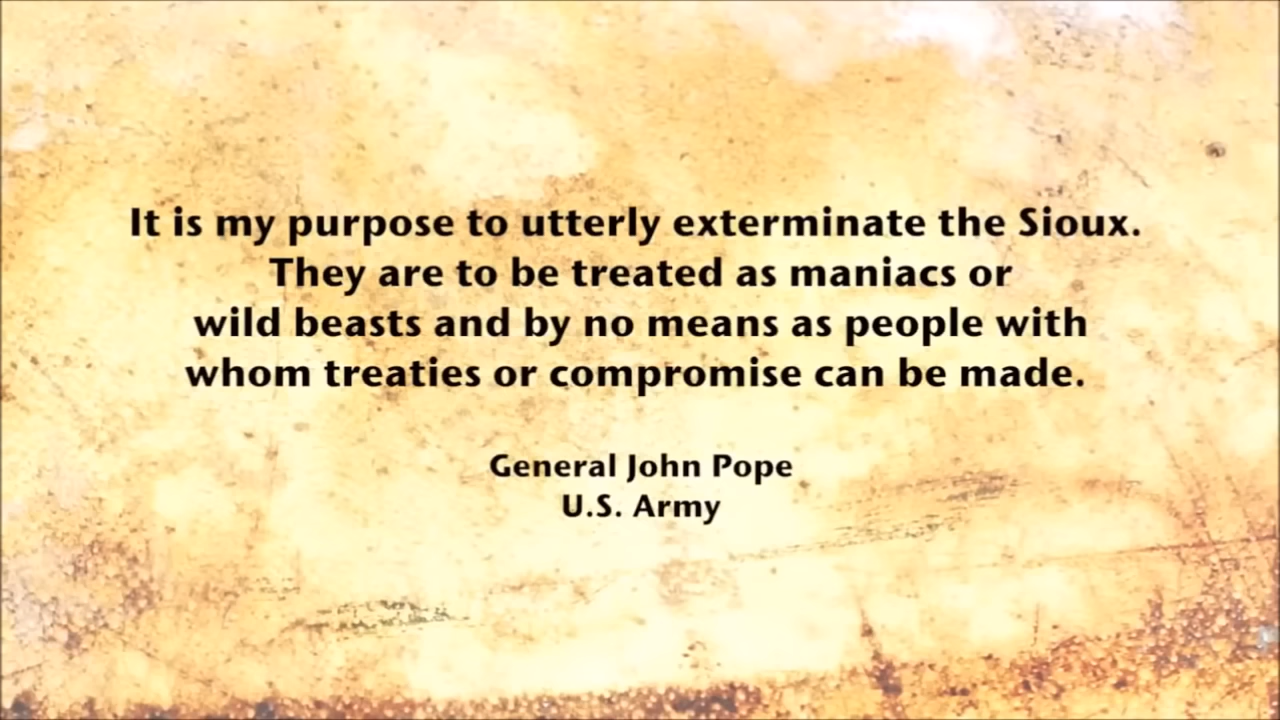 It is my purpose to utterly exterminate the Sioux.
They are to be treated as maniacs or
wild beasts and by no means as people with
whom treaties or compromise can be made.
General John Pope
U.S. Army